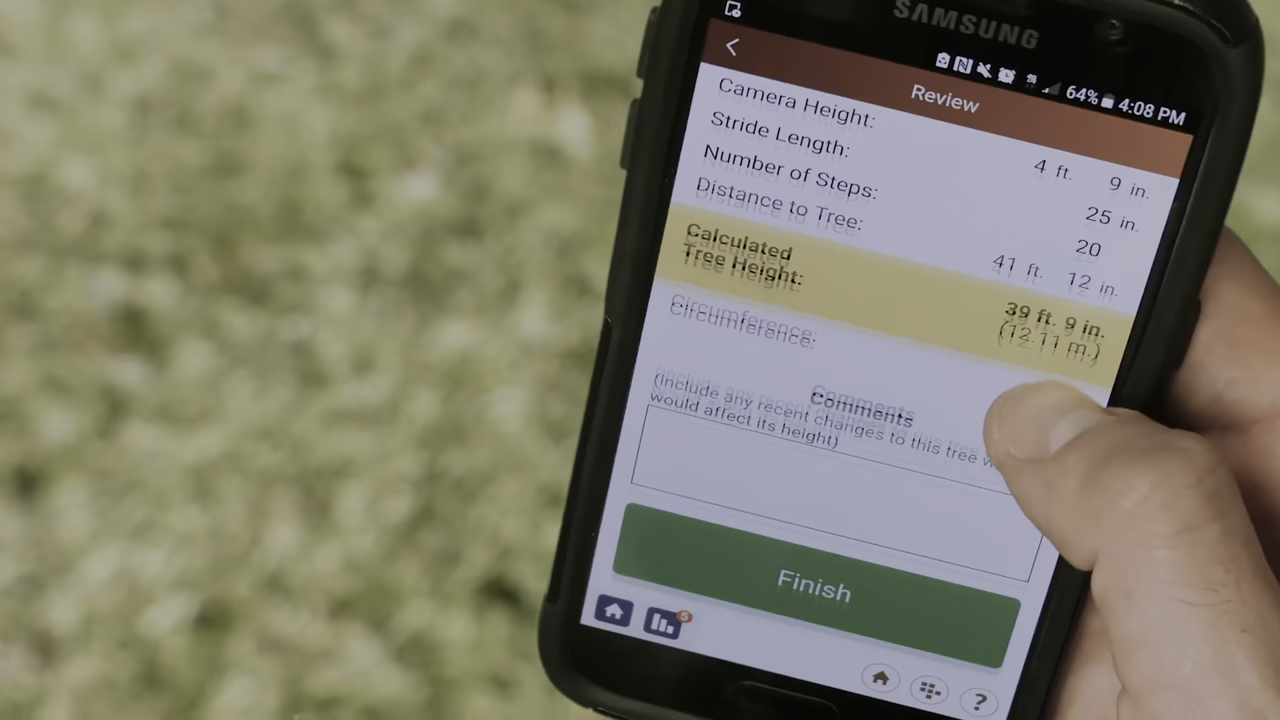 SAMSUNG
64% 4:08 PM
Review
Camera Height: 4 ft. 9 in.
Stride Length: 25 in.
Number of Steps: 20
Distance to Tree: 41 ft. 12 in.
Calculated
Tree Height: 39 ft. 9 in.
(12.11 m.)
Circumference:
Comments
(Include any recent changes to this tree
would affect its height)
Finish
5
?